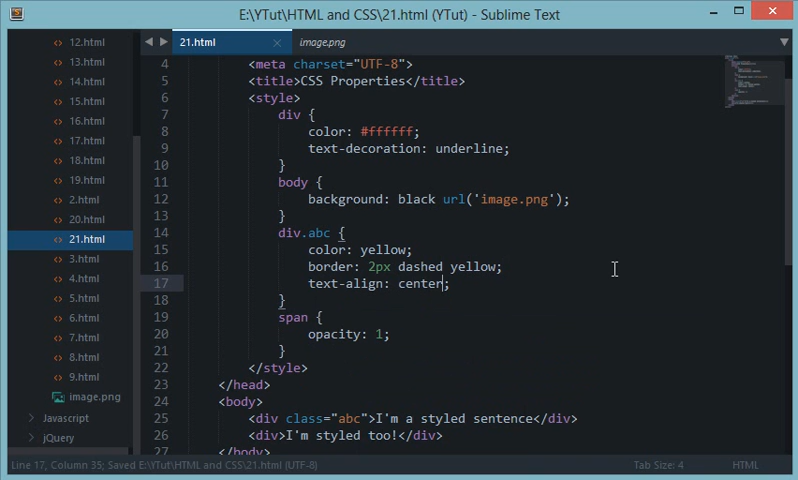 E:\YTut\HTML and CSS\21.html (YTut) - Sublime Text
21.html
image.png
12.html
13.html
14.html
15.html
16.html
17.html
18.html
19.html
2.html
20.html
21.html
3.html
4.html
5.html
6.html
7.html
8.html
9.html
image.png
Javascript
jQuery
4 <meta charset="UTF-8">
5 <title>CSS Properties</title>
6 <style>
7 div {
8 color: #ffffff;
9 text-decoration: underline;
10 }
11 body {
12 background: black url('image.png');
13 }
14 div.abc {
15 color: yellow;
16 border: 2px dashed yellow;
17 text-align: center;
18 }
19 span {
20 opacity: 1;
21 }
22 </style>
23 </head>
24 <body>
25 <div class="abc">I'm a styled sentence</div>
26 <div>I'm styled too!</div>
27 </body>
Line 17, Column 35; Saved E:\YTut\HTML and CSS\21.html (UTF-8)
Tab Size: 4
HTML